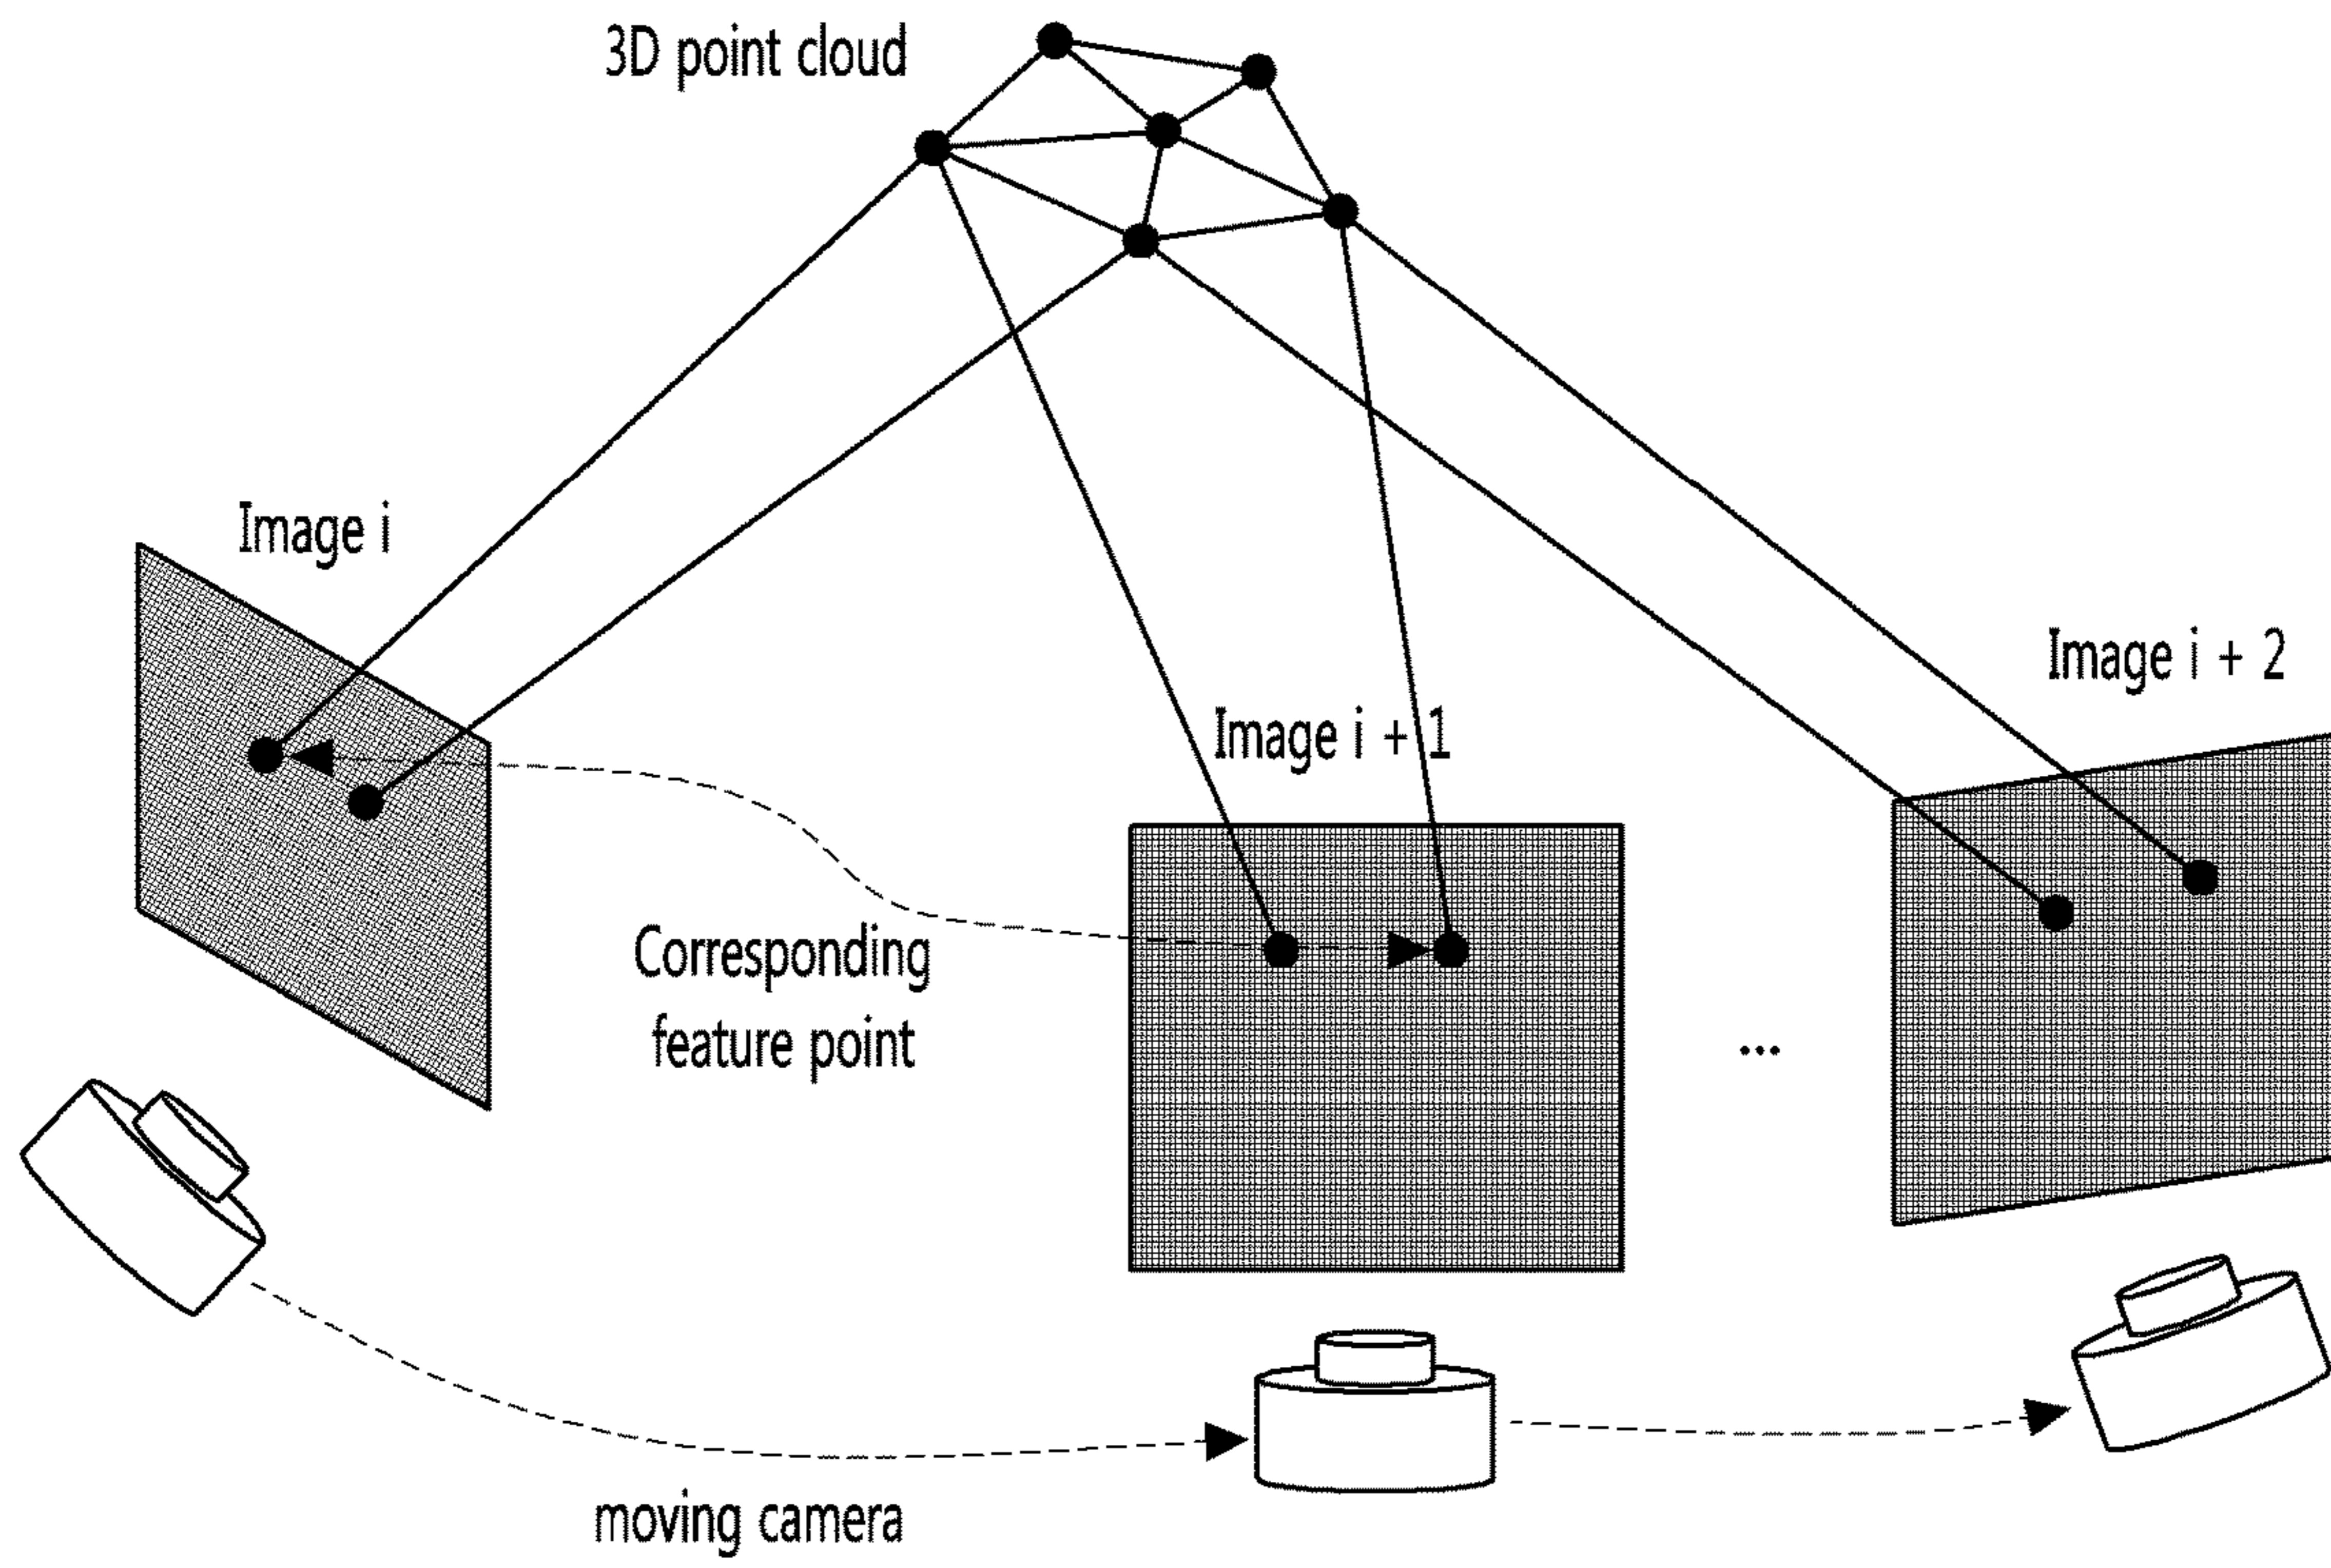 3D point cloud
Image i
Image i + 2
Image i + 1
Corresponding
feature point
...
moving camera